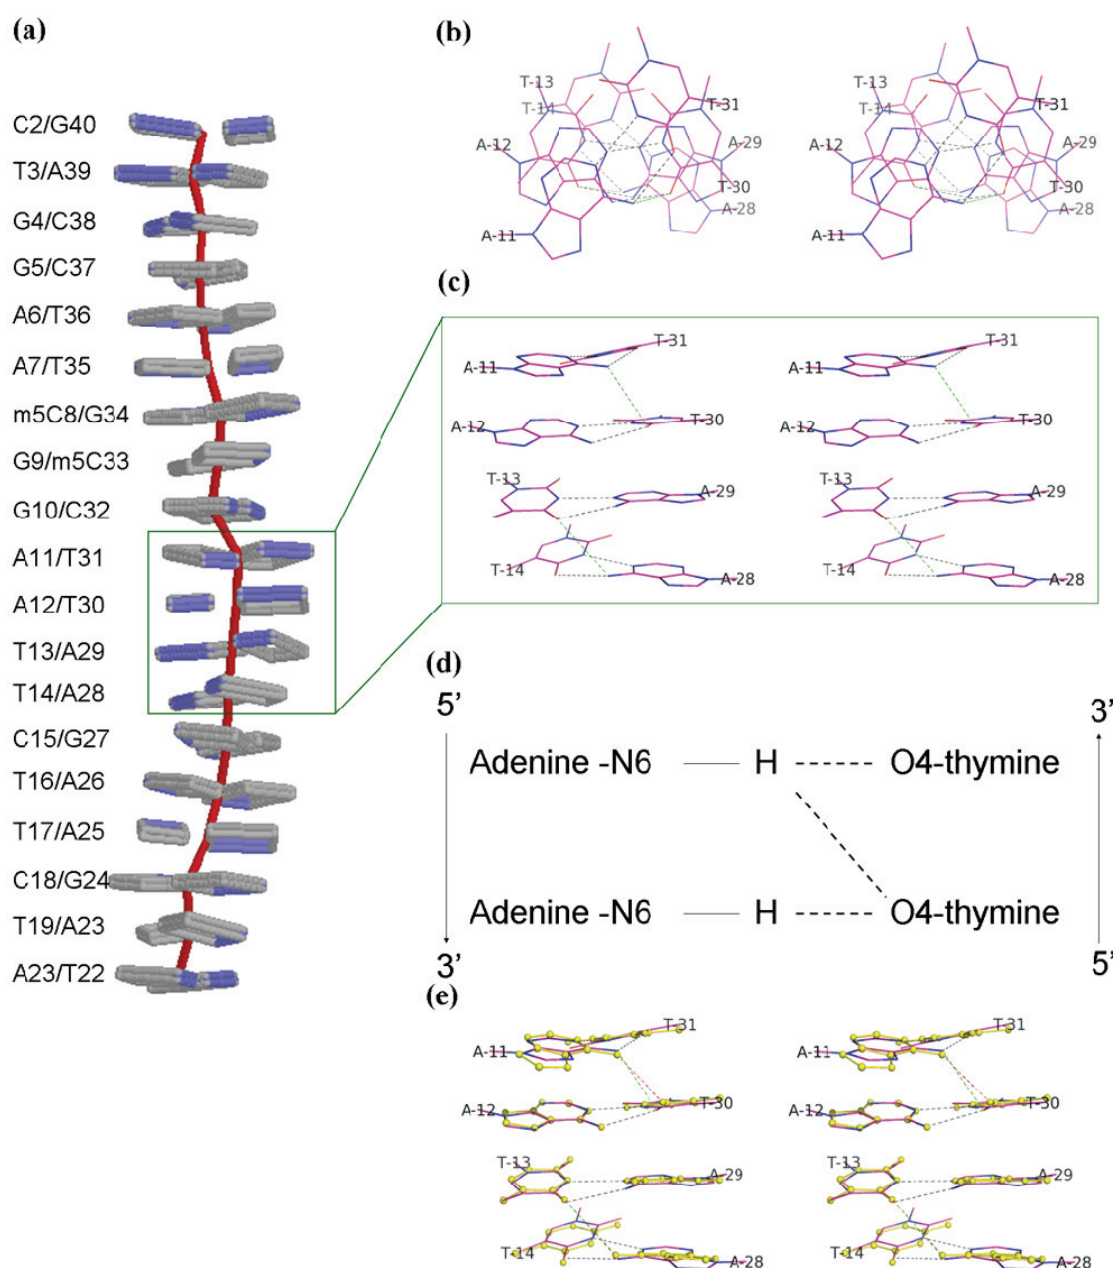 (a)
C2/G40
T3/A39
G4/C38
G5/C37
A6/T36
A7/T35
m5C8/G34
G9/m5C33
G10/C32
A11/T31
A12/T30
T13/A29
T14/A28
C15/G27
T16/A26
T17/A25
C18/G24
T19/A23
A23/T22
(b)
T-13
T-14
T-31
A-12
A-29
T-30
A-28
A-11
T-13
T-14
T-31
A-12
A-29
T-30
A-28
A-11
(c)
T-31
A-11
A-12
T-30
T-13
A-29
T-14
A-28
T-31
A-11
A-12
T-30
T-13
A-29
T-14
A-28
(d)
5’ 3’
Adenine -N6 H O4-thymine
Adenine -N6 H O4-thymine
3’ 5’
(e)
T-31
A-11
A-12
T-30
T-13
A-29
T-14
A-28
T-31
A-11
A-12
T-30
T-13
A-29
T-14
A-28